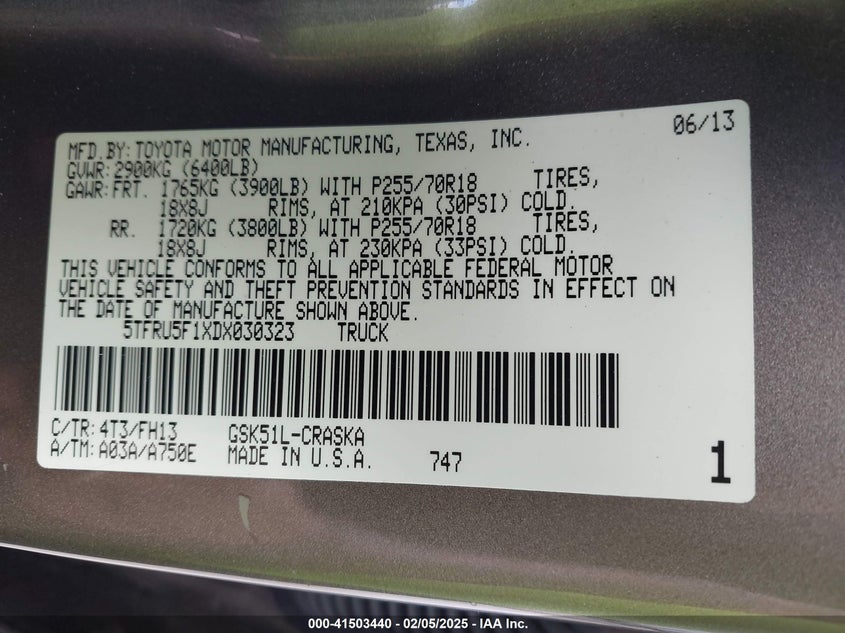 06/13
MFD.BY:TOYOTA MOTOR MANUFACTURING, TEXAS, INC.
GVWR:2900KG (6400LB)
GAWR:FRT. 1765KG (3900LB) WITH P255/70R18 TIRES,
18X8J RIMS, AT 210KPA (30PSI) COLD.
RR. 1720KG (3800LB) WITH P255/70R18 TIRES,
18X8J RIMS, AT 230KPA (33PSI) COLD.
THIS VEHICLE CONFORMS TO ALL APPLICABLE FEDERAL MOTOR
VEHICLE SAFETY AND THEFT PREVENTION STANDARDS IN EFFECT ON
THE DATE OF MANUFACTURE SHOWN ABOVE.
5TFRU5F1XDX030323 TRUCK
C/TR:4T3/FH13 GSK51L-CRASKA
A/TM:A03A/A750E MADE IN U.S.A. 747
1
000-41503440 - 02/05/2025 - IAA Inc.